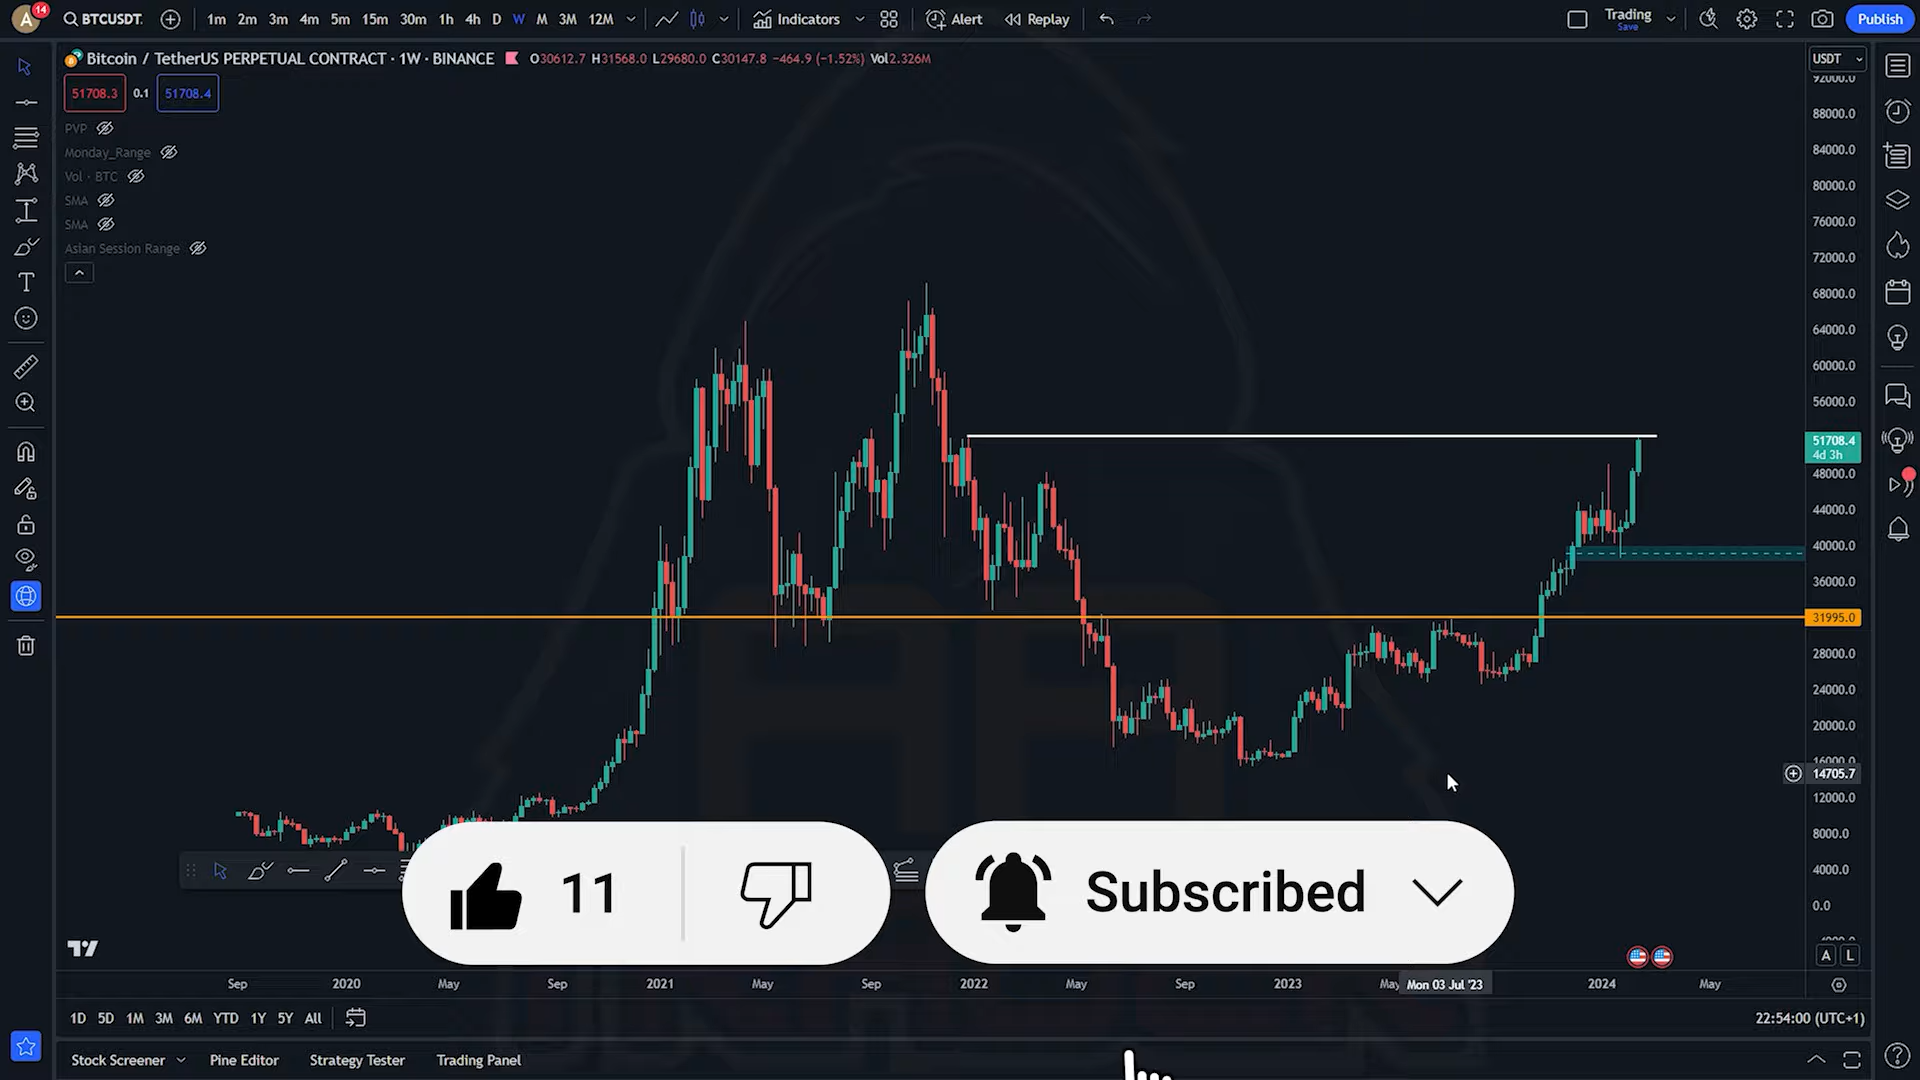 A 14 BTCUSDT. 1m 2m 3m 4m 5m 15m 30m 1h 4h D W M 3M 12M Indicators Alert Replay Trading Save Publish
Bitcoin / TetherUS PERPETUAL CONTRACT · 1W · BINANCE O30612.7 H31568.0 L29680.0 C30147.8 -464.9 (-1.52%) Vol2.326M
USDT
51708.3 0.1 51708.4
PVP
Monday_Range
Vol · BTC
SMA
SMA
Asian Session Range
92000.0
88000.0
84000.0
80000.0
76000.0
72000.0
68000.0
64000.0
60000.0
56000.0
51708.4
4d 3h
48000.0
44000.0
40000.0
36000.0
31995.0
28000.0
24000.0
20000.0
16000.0
14705.7
12000.0
8000.0
4000.0
0.0
11
Subscribed
A L
Sep 2020 May Sep 2021 May Sep 2022 May Sep 2023 May Mon 03 Jul '23 2024 May
1D 5D 1M 3M 6M YTD 1Y 5Y All
22:54:00 (UTC+1)
Stock Screener Pine Editor Strategy Tester Trading Panel